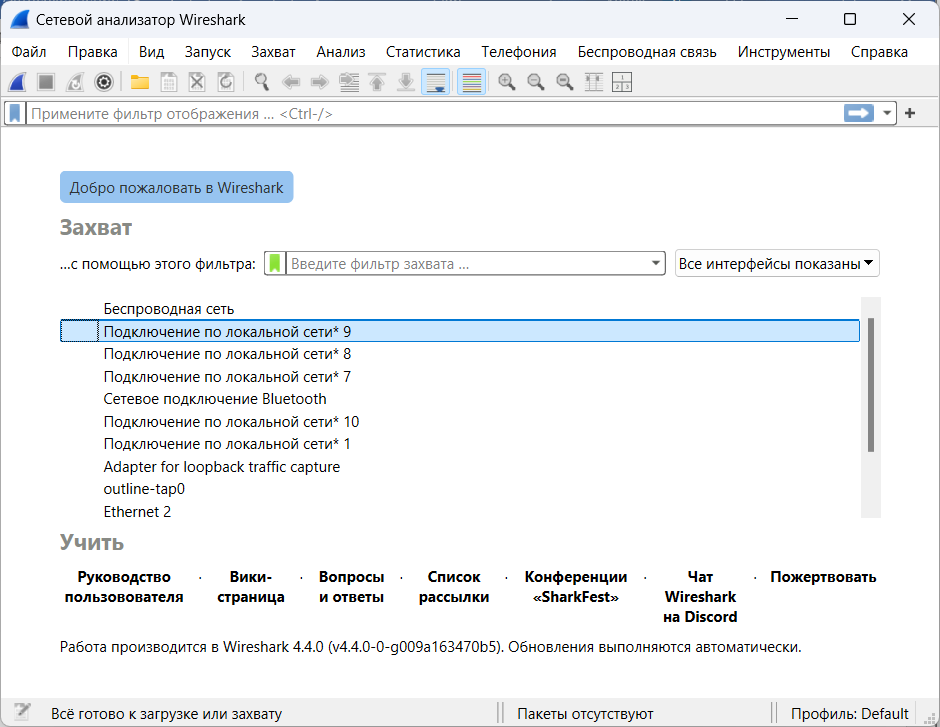 Сетевой анализатор Wireshark
Файл Правка Вид Запуск Захват Анализ Статистика Телефония Беспроводная связь Инструменты Справка
Примените фильтр отображения ... <Ctrl-/>
Добро пожаловать в Wireshark
Захват
...с помощью этого фильтра: Введите фильтр захвата ... Все интерфейсы показаны
Беспроводная сеть
Подключение по локальной сети* 9
Подключение по локальной сети* 8
Подключение по локальной сети* 7
Сетевое подключение Bluetooth
Подключение по локальной сети* 10
Подключение по локальной сети* 1
Adapter for loopback traffic capture
outline-tap0
Ethernet 2
Учить
Руководство · Вики- · Вопросы · Список · Конференции · Чат · Пожертвовать
пользовователя страница и ответы рассылки «SharkFest» Wireshark
на Discord
Работа производится в Wireshark 4.4.0 (v4.4.0-0-g009a163470b5). Обновления выполняются автоматически.
Всё готово к загрузке или захвату Пакеты отсутствуют Профиль: Default